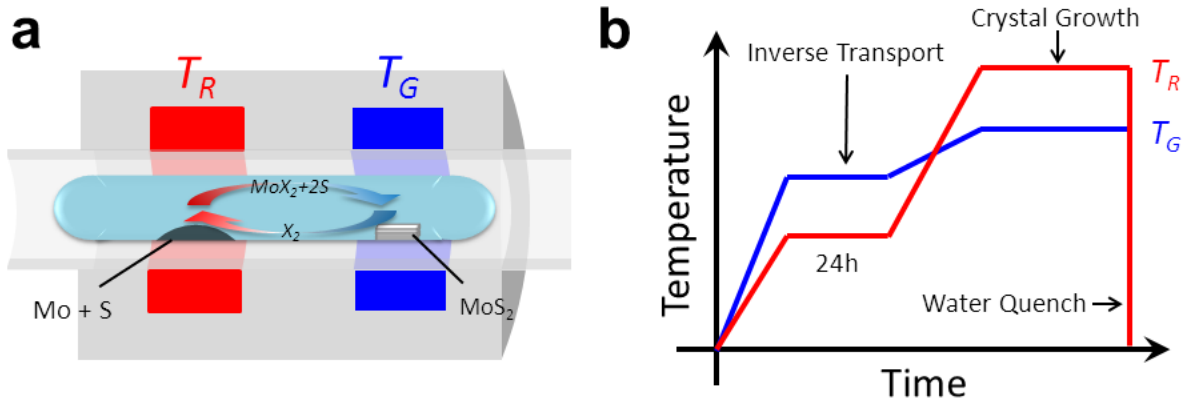 a
T_R
T_G
MoX₂+2S
X₂
Mo + S
MoS₂
b
Crystal Growth
Inverse Transport
T_R
T_G
24h
Water Quench
Temperature
Time